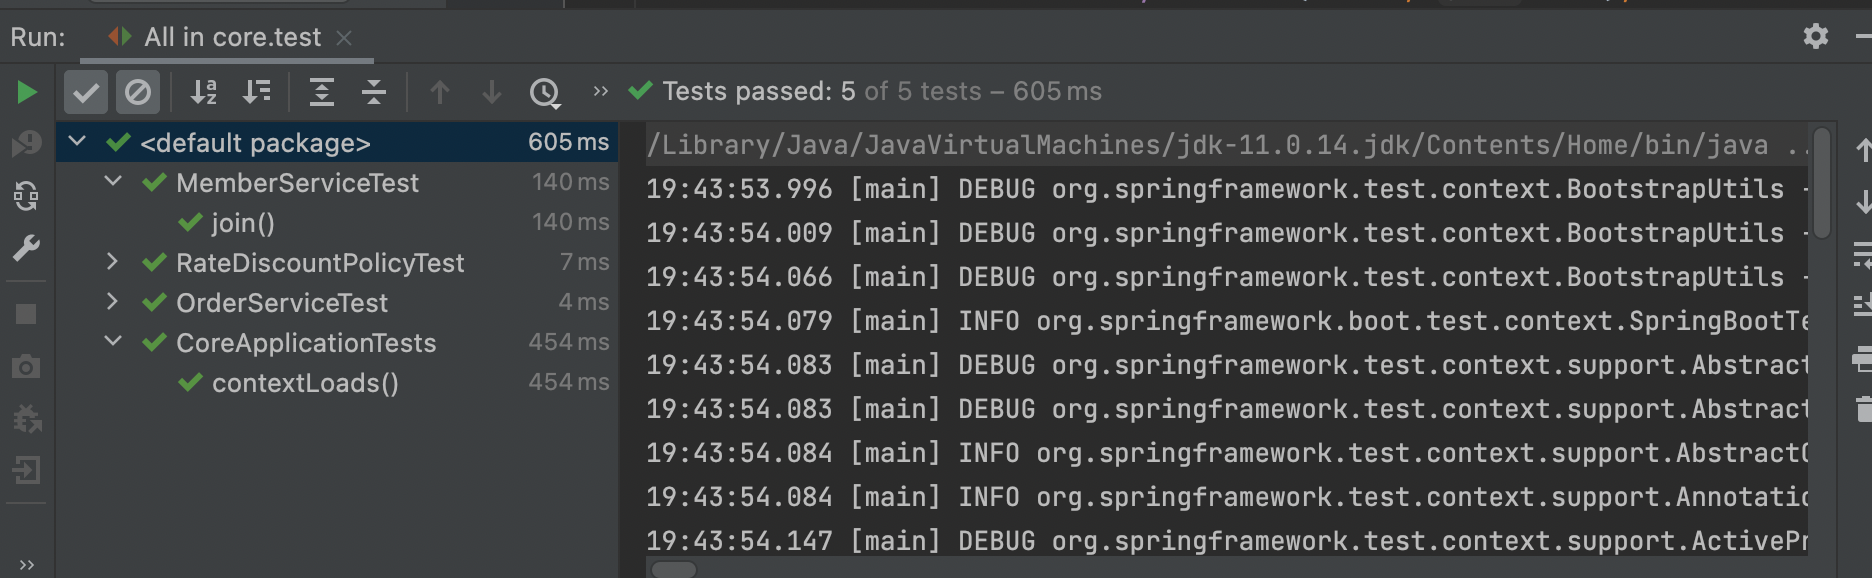 Run: All in core.test
Tests passed: 5 of 5 tests – 605 ms
<default package> 605 ms
MemberServiceTest 140 ms
join() 140 ms
RateDiscountPolicyTest 7 ms
OrderServiceTest 4 ms
CoreApplicationTests 454 ms
contextLoads() 454 ms
/Library/Java/JavaVirtualMachines/jdk-11.0.14.jdk/Contents/Home/bin/java ..
19:43:53.996 [main] DEBUG org.springframework.test.context.BootstrapUtils -
19:43:54.009 [main] DEBUG org.springframework.test.context.BootstrapUtils -
19:43:54.066 [main] DEBUG org.springframework.test.context.BootstrapUtils -
19:43:54.079 [main] INFO org.springframework.boot.test.context.SpringBootTe
19:43:54.083 [main] DEBUG org.springframework.test.context.support.Abstract
19:43:54.083 [main] DEBUG org.springframework.test.context.support.Abstract
19:43:54.084 [main] INFO org.springframework.test.context.support.Abstract
19:43:54.084 [main] INFO org.springframework.test.context.support.Annotatio
19:43:54.147 [main] DEBUG org.springframework.test.context.support.ActivePr